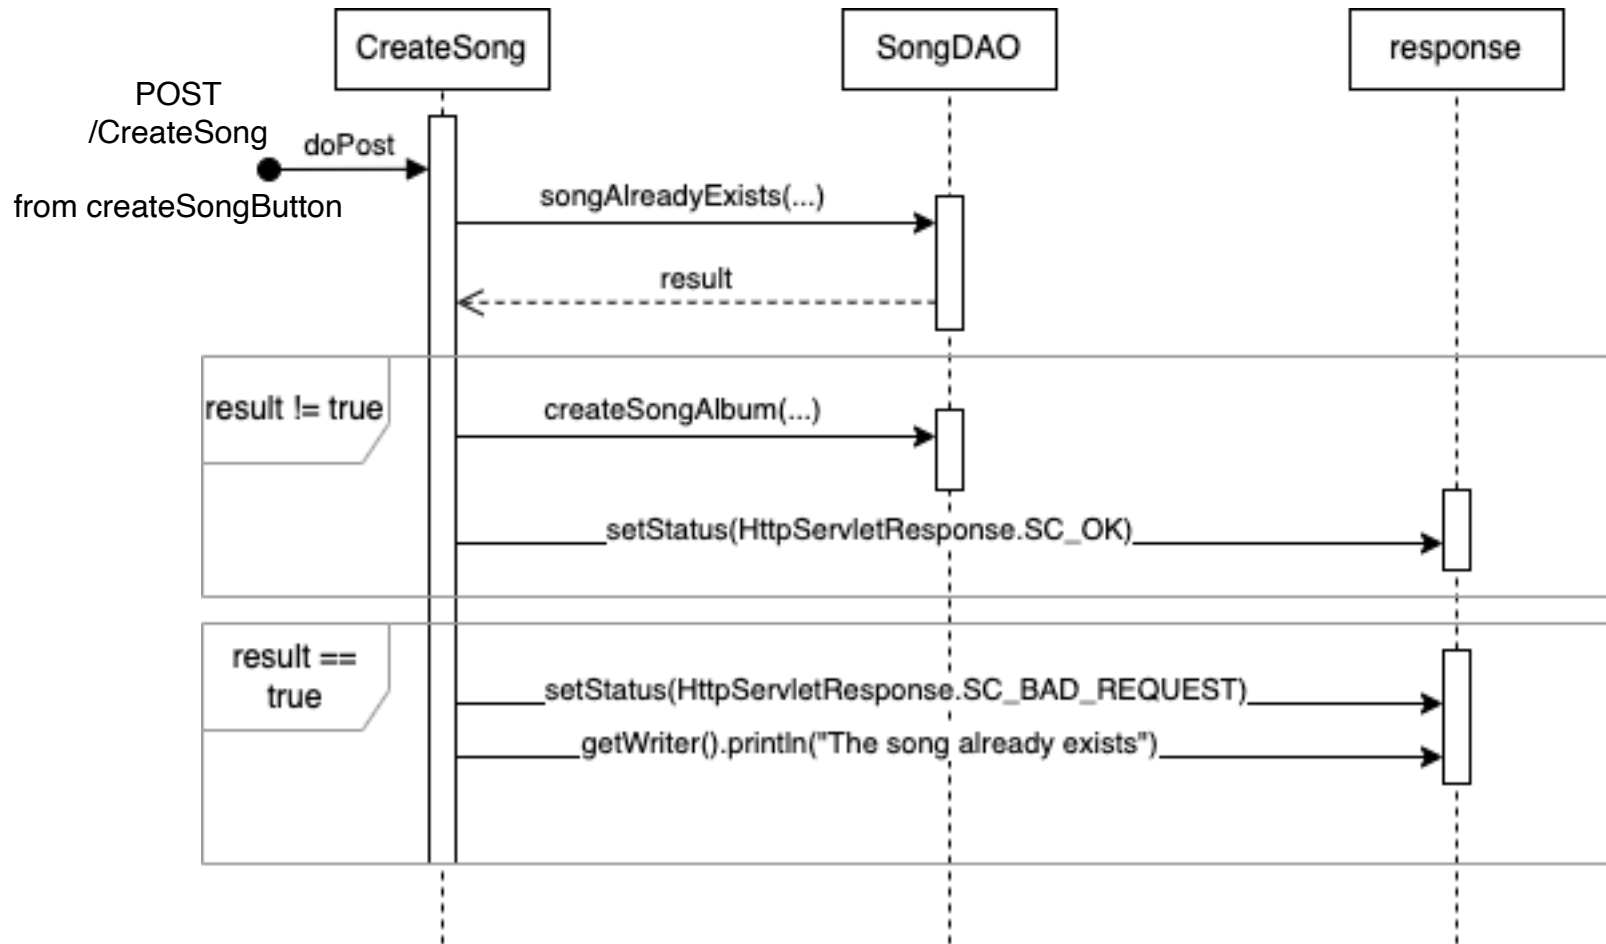 CreateSong
SongDAO
response
POST
/CreateSong
doPost
from createSongButton
songAlreadyExists(...)
result
result != true
createSongAlbum(...)
setStatus(HttpServletResponse.SC_OK)
result ==
true
setStatus(HttpServletResponse.SC_BAD_REQUEST)
getWriter().println("The song already exists")